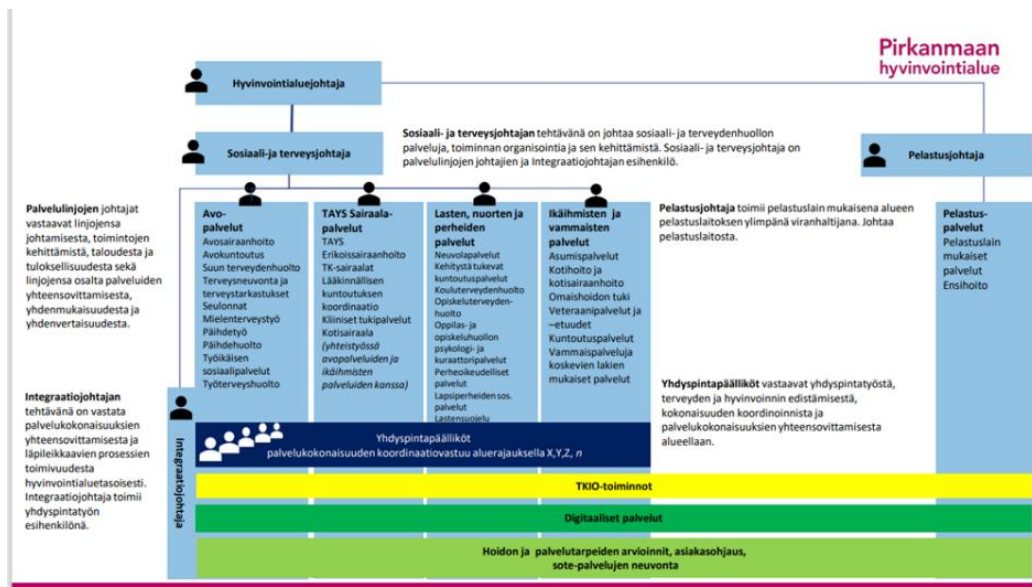 Pirkanmaan
hyvinvointialue
Hyvinvointialuejohtaja
Sosiaali- ja terveysjohtajan tehtävänä on johtaa sosiaali- ja terveydenhuollon
palveluja, toiminnan organisointia ja sen kehittämistä. Sosiaali- ja terveysjohtaja on
palvelulinjojen johtajien ja Integraatiojohtajan esihenkilö.
Sosiaali-ja terveysjohtaja
Pelastusjohtaja
Palvelulinjojen johtajat
vastaavat linjojensa
johtamisesta, toimintojen
kehittämistä, taloudesta ja
tuloksellisuudesta sekä
linjojensa osalta palveluiden
yhteensovittamisesta,
yhdenmukaisuudesta ja
yhdenvertaisuudesta.
Avo-
palvelut
Avosairaanhoito
Avokuntoutus
Suun terveydenhuolto
Terveysneuvonta ja
terveystarkastukset
Seulonnat
Mielenterveystyö
Päihdetyö
Päihdehuolto
Työikäisen
sosiaalipalvelut
Työterveyshuolto
TAYS Sairaala-
palvelut
TAYS
Erikoissairaanhoito
TK-sairaalat
Lääkinnällisen
kuntoutuksen
koordinaatio
Kliiniset tukipalvelut
Kotisairaala
(yhteistyössä
avopalveluiden ja
ikäihmisten
palveluiden kanssa)
Lasten, nuorten ja
perheiden
palvelut
Neuvolapalvelut
Kehitystä tukevat
kuntoutuspalvelut
Kouluterveydenhuolto
Opiskeluterveyden-
huolto
Oppilas- ja
opiskeluhuollon
psykologi- ja
kuraattoripalvelut
Perheoikeudelliset
palvelut
Lapsiperheiden sos.
palvelut
Lastensuojelu
Ikäihmisten ja
vammaisten
palvelut
Asumispalvelut
Kotihoito ja
kotisairaanhoito
Omaishoidon tuki
Veteraanipalvelut ja
–etuudet
Kuntoutuspalvelut
Vammaispalveluja
koskevien lakien
mukaiset palvelut
Pelastusjohtaja toimii pelastuslain mukaisena alueen
pelastuslaitoksen ylimpänä viranhaltijana. Johtaa
pelastuslaitosta.
Pelastus-
palvelut
Pelastuslain
mukaiset
palvelut
Ensihoito
Yhdyspintapäälliköt vastaavat yhdyspintatyöstä,
terveyden ja hyvinvoinnin edistämisestä,
kokonaisuuden koordinoinnista ja
palvelukokonaisuuksien yhteensovittamisesta
alueellaan.
Integraatiojohtajan
tehtävänä on vastata
palvelukokonaisuuksien
yhteensovittamisesta ja
läpileikkaavien prosessien
toimivuudesta
hyvinvointialuetasoisesti.
Integraatiojohtaja toimii
yhdyspintatyön
esihenkilönä.
Integraatiojohtaja
Yhdyspintapäälliköt
palvelukokonaisuuden koordinaatiovastuu aluerajauksella X,Y,Z, n
TKIO-toiminnot
Digitaaliset palvelut
Hoidon ja palvelutarpeiden arvioinnit, asiakasohjaus,
sote-palvelujen neuvonta